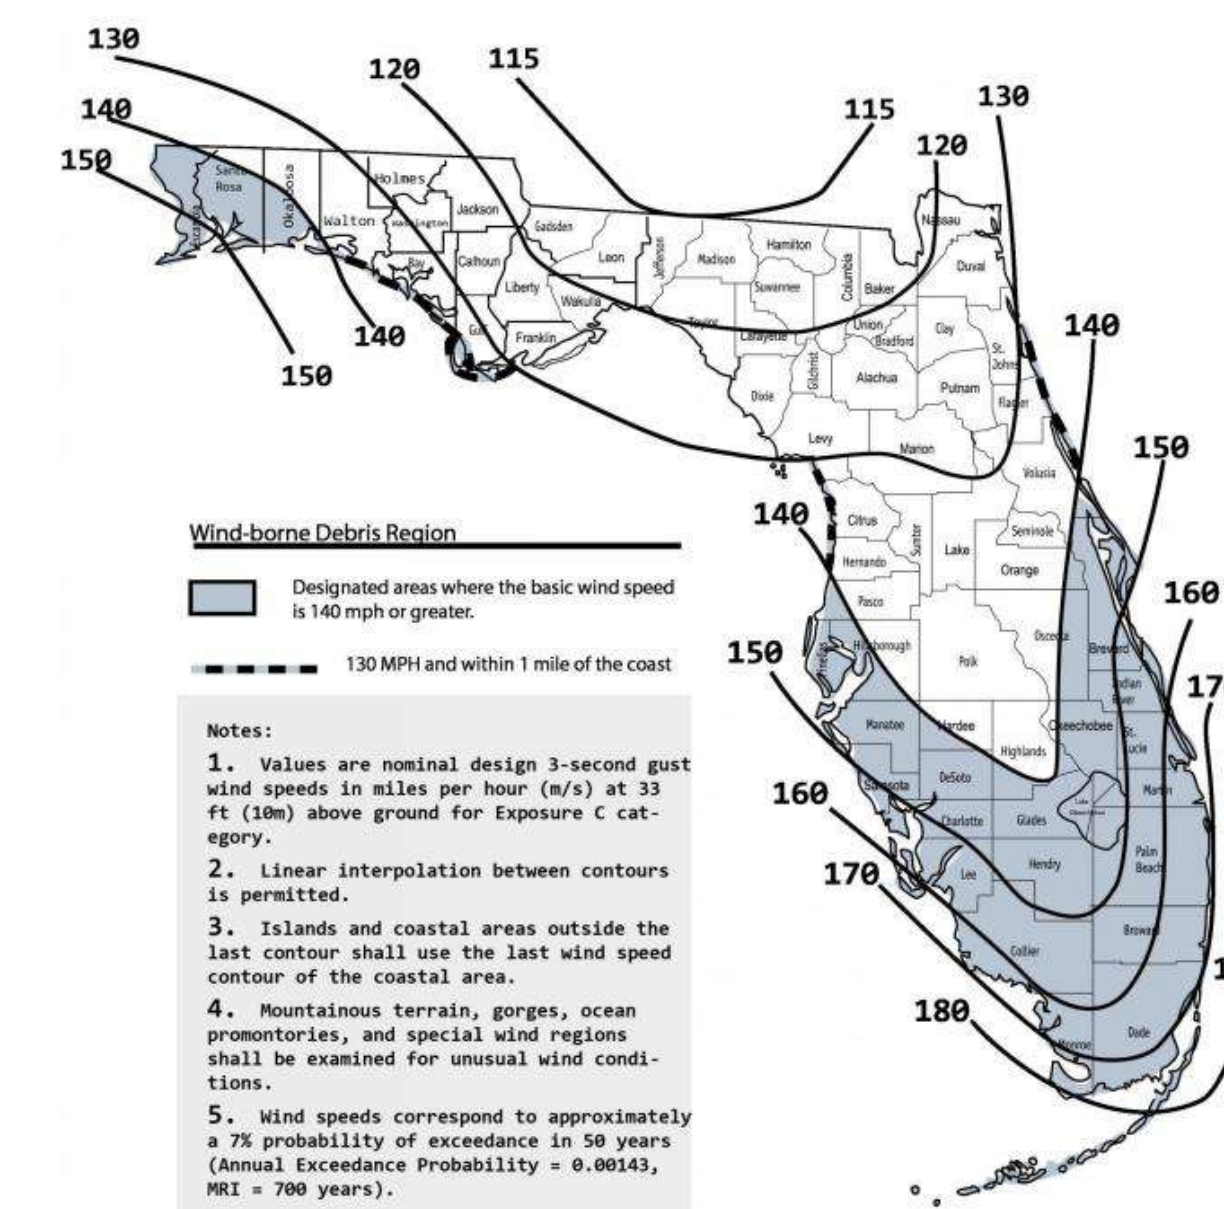 130
120
115
115
130
140
120
150
Santa
Rosa
Okaloosa
Holmes
Walton
Washington
Jackson
Nassau
Escambia
Gadsden
Leon
Jefferson
Madison
Hamilton
Columbia
Baker
Duval
Bay
Calhoun
Liberty
Wakulla
Suwannee
Taylor
Lafayette
Union
Bradford
Clay
Gulf
Franklin
140
150
St.
Johns
140
Dixie
Gilchrist
Alachua
Putnam
Flagler
Levy
Marion
150
Volusia
140
Citrus
Sumter
Lake
Seminole
Hernando
Orange
Pasco
160
Hillsborough
Pinellas
Polk
Osceola
Brevard
150
Indian
River
17
Manatee
Hardee
Highlands
Okeechobee
St.
Lucie
Sarasota
DeSoto
Martin
160
Charlotte
Glades
Lake
170
Lee
Hendry
Palm
Beach
Collier
Broward
1
180
Monroe
Dade
Wind-borne Debris Region
Designated areas where the basic wind speed
is 140 mph or greater.
130 MPH and within 1 mile of the coast
Notes:
1. Values are nominal design 3-second gust
wind speeds in miles per hour (m/s) at 33
ft (10m) above ground for Exposure C cat-
egory.
2. Linear interpolation between contours
is permitted.
3. Islands and coastal areas outside the
last contour shall use the last wind speed
contour of the coastal area.
4. Mountainous terrain, gorges, ocean
promontories, and special wind regions
shall be examined for unusual wind condi-
tions.
5. Wind speeds correspond to approximately
a 7% probability of exceedance in 50 years
(Annual Exceedance Probability = 0.00143,
MRI = 700 years).